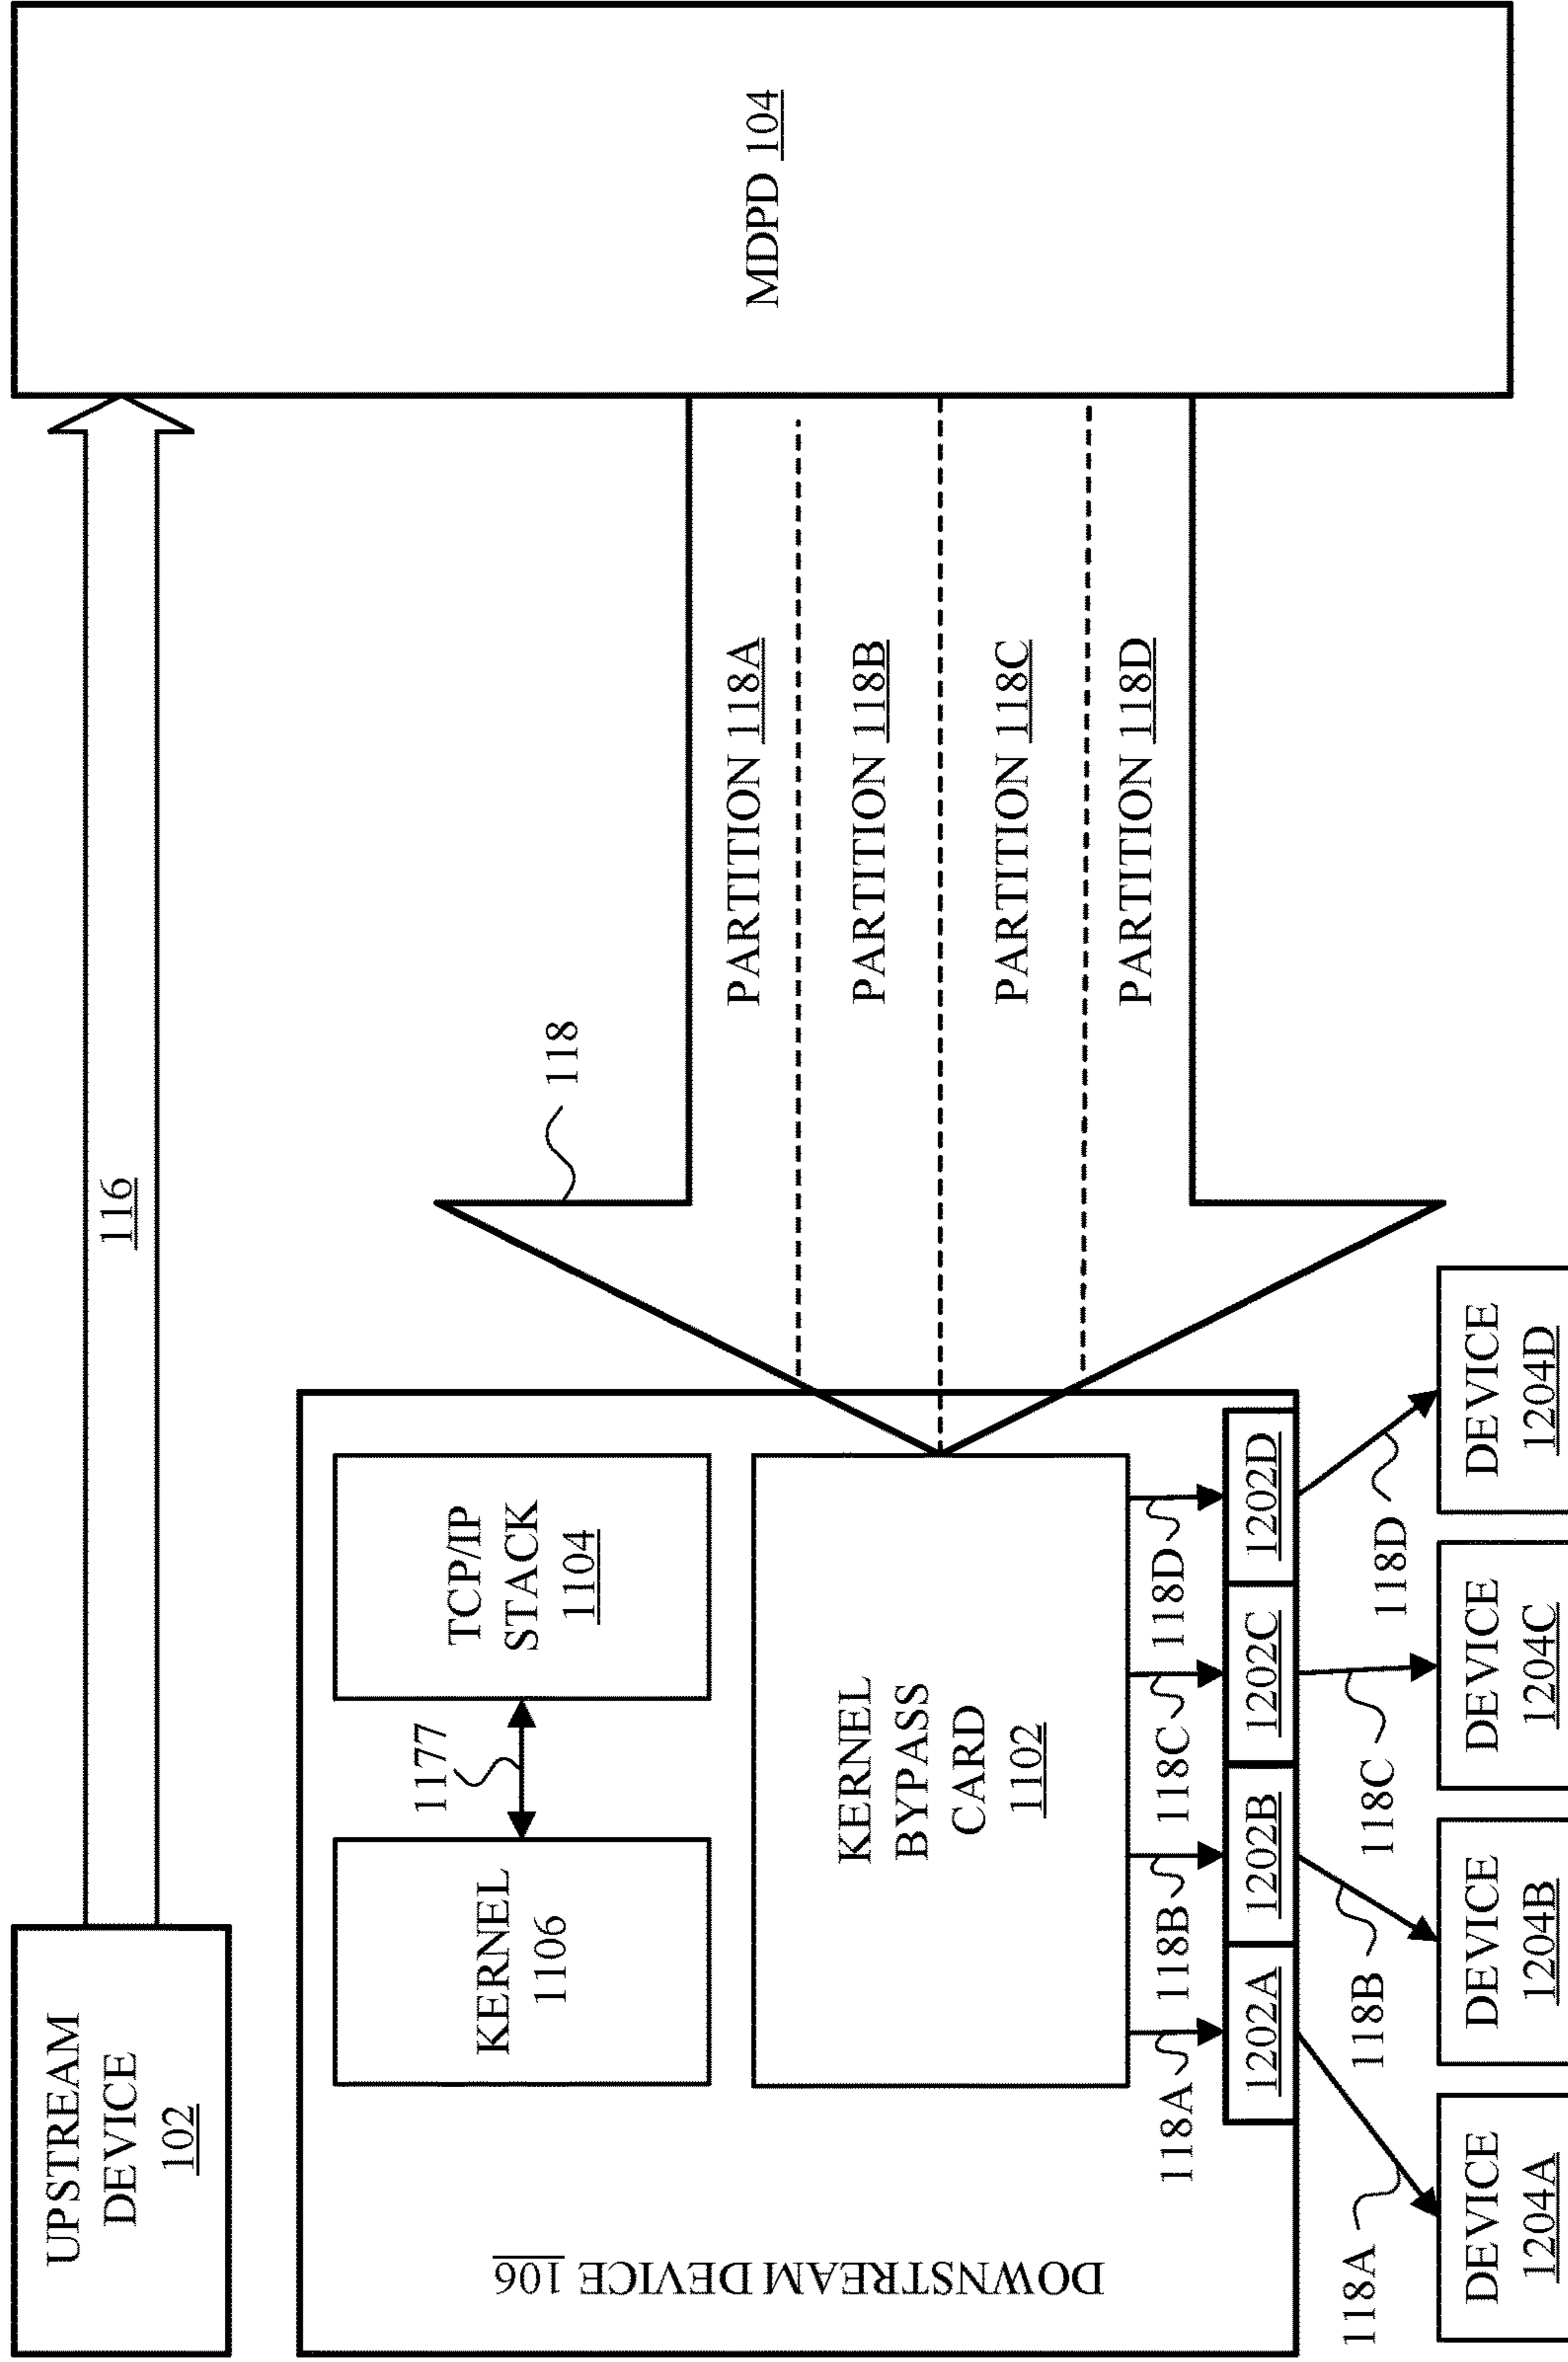 UPSTREAM
DEVICE
102
116
MDPD 104
DOWNSTREAM DEVICE 106
KERNEL
1106
1177
TCP/IP
STACK
1104
KERNEL
BYPASS
CARD
1102
118
PARTITION 118A
PARTITION 118B
PARTITION 118C
PARTITION 118D
118A
118B
118C
118D
1202A
1202B
1202C
1202D
118A
118B
118C
118D
DEVICE
1204A
DEVICE
1204B
DEVICE
1204C
DEVICE
1204D